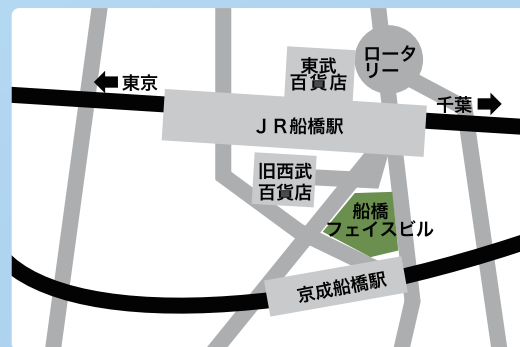 ロータ
リー
東武
百貨店
東京
千葉
ＪＲ船橋駅
旧西武
百貨店
船橋
フェイスビル
京成船橋駅